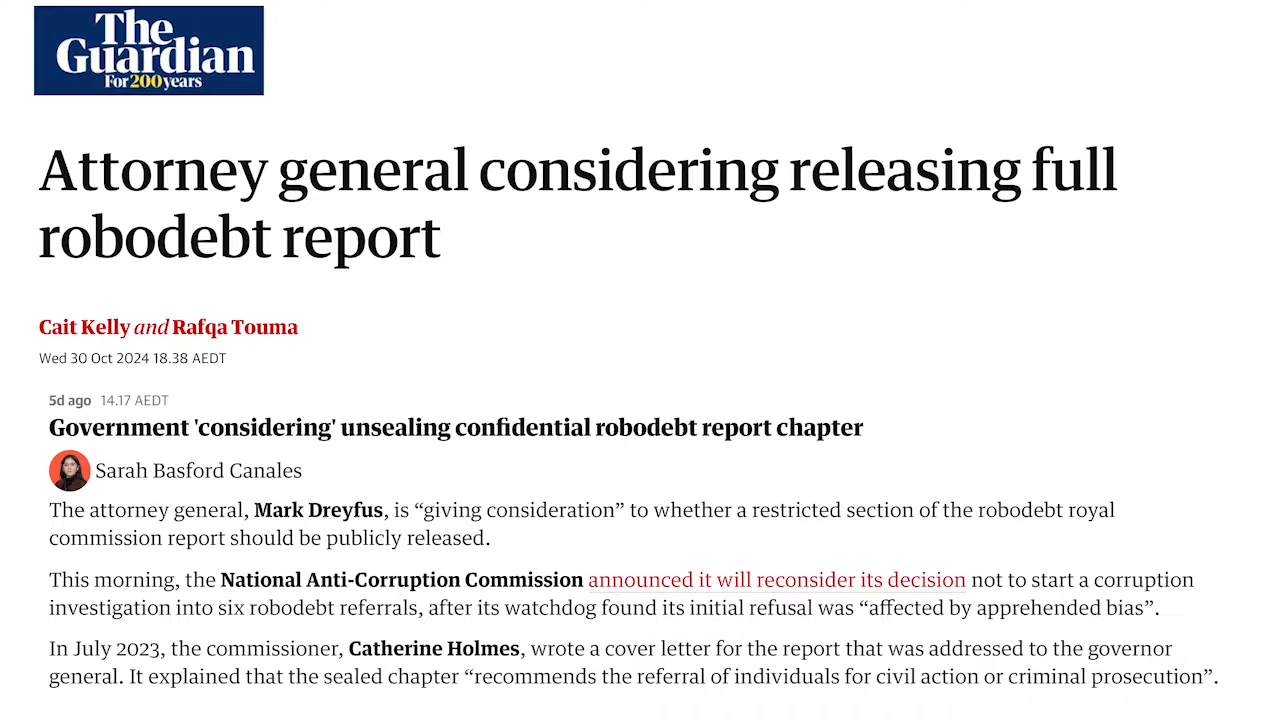 The
Guardian
For 200 years
Attorney general considering releasing full
robodebt report
Cait Kelly and Rafqa Touma
Wed 30 Oct 2024 18.38 AEDT
5d ago 14.17 AEDT
Government 'considering' unsealing confidential robodebt report chapter
Sarah Basford Canales
The attorney general, Mark Dreyfus, is “giving consideration” to whether a restricted section of the robodebt royal
commission report should be publicly released.
This morning, the National Anti-Corruption Commission announced it will reconsider its decision not to start a corruption
investigation into six robodebt referrals, after its watchdog found its initial refusal was “affected by apprehended bias”.
In July 2023, the commissioner, Catherine Holmes, wrote a cover letter for the report that was addressed to the governor
general. It explained that the sealed chapter “recommends the referral of individuals for civil action or criminal prosecution”.